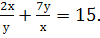 2x/y + 7y/x = 15.